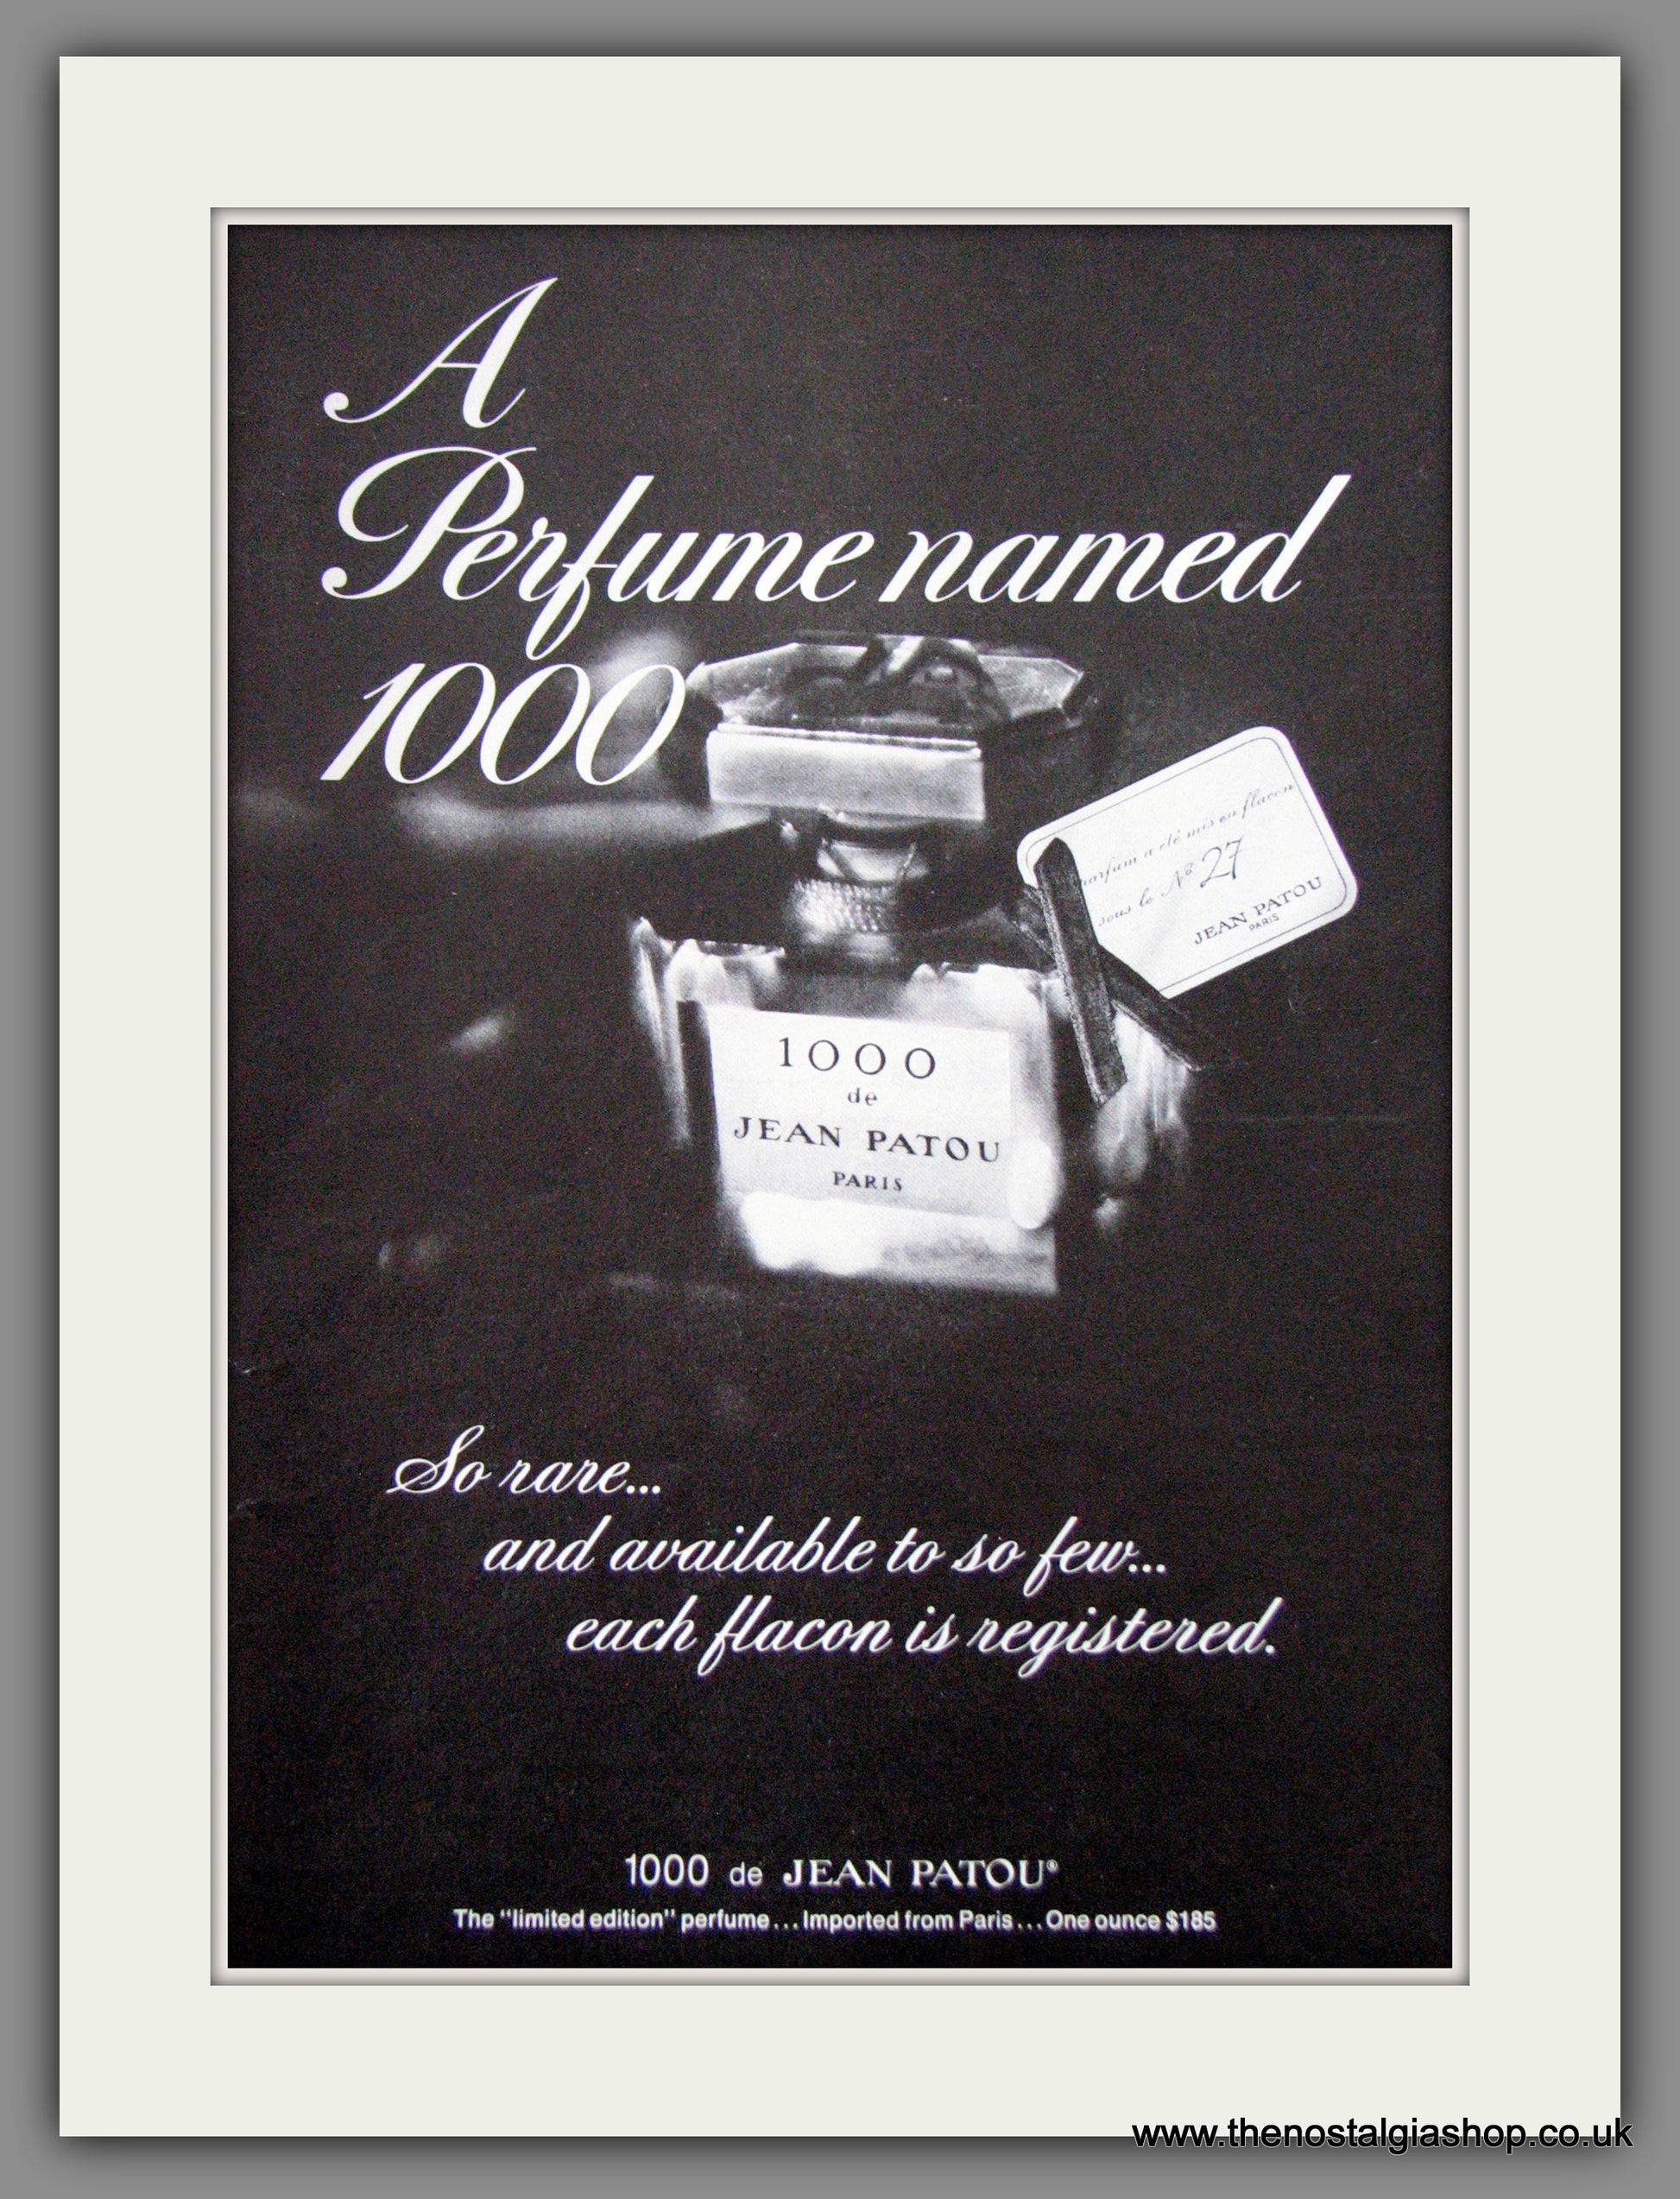 A
Perfume named
1000
parfum a été mis en flacon
sous le Nº 27
JEAN PATOU
PARIS
1000
de
JEAN PATOU
PARIS
So rare...
and available to so few...
each flacon is registered.
1000 de JEAN PATOU®
The "limited edition" perfume...Imported from Paris...One ounce $185
www.thenostalgiashop.co.uk